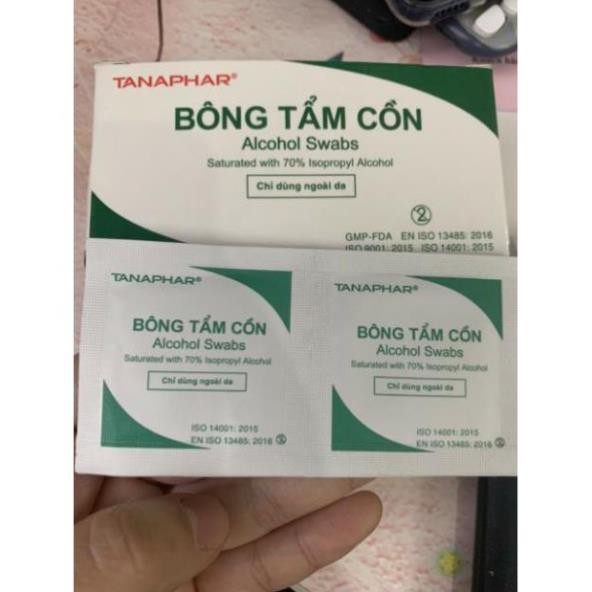 TANAPHAR®
BÔNG TẨM CỒN
Alcohol Swabs
Saturated with 70% Isopropyl Alcohol
Chỉ dùng ngoài da
2
GMP-FDA EN ISO 13485: 2016
ISO 9001: 2015 ISO 14001: 2015
TANAPHAR®
BÔNG TẨM CỒN
Alcohol Swabs
Saturated with 70% Isopropyl Alcohol
Chỉ dùng ngoài da
ISO 14001: 2015
EN ISO 13485: 2016 2
TANAPHAR®
BÔNG TẨM CỒN
Alcohol Swabs
Saturated with 70% Isopropyl Alcohol
Chỉ dùng ngoài da
ISO 14001: 2015
EN ISO 13485: 2016 2